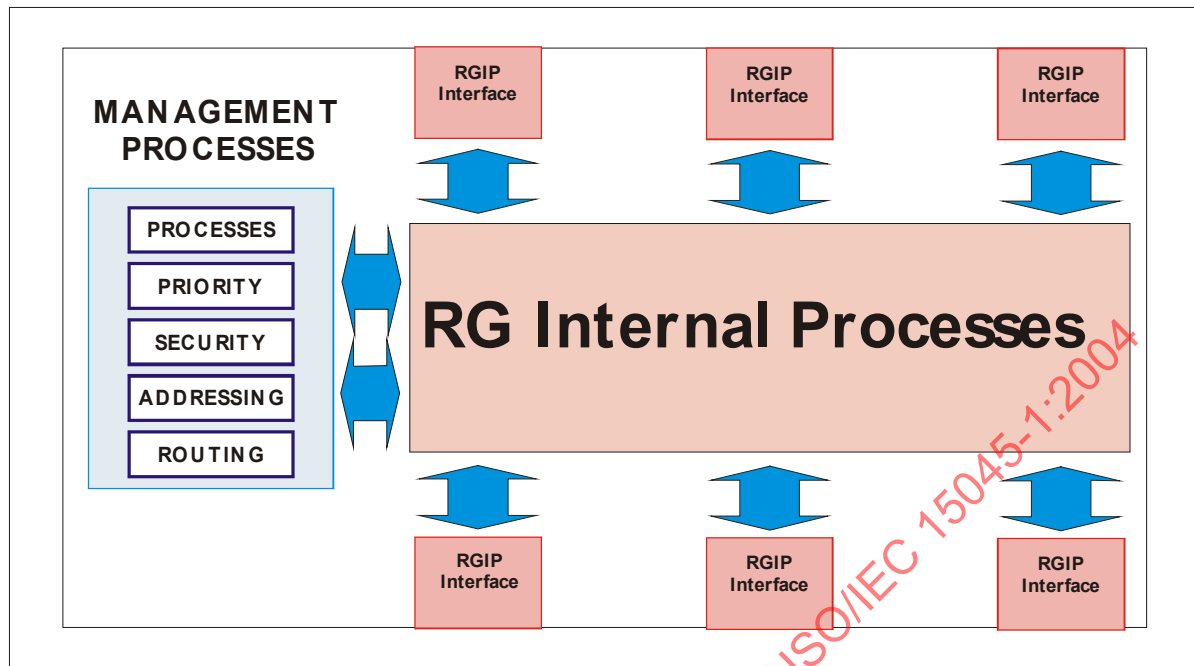 RGIP
Interface
RGIP
Interface
RGIP
Interface
MANAGEMENT
PROCESSES
PROCESSES
PRIORITY
SECURITY
ADDRESSING
ROUTING
RG Internal Processes
RGIP
Interface
RGIP
Interface
RGIP
Interface
ISO/IEC 15045-1:2004